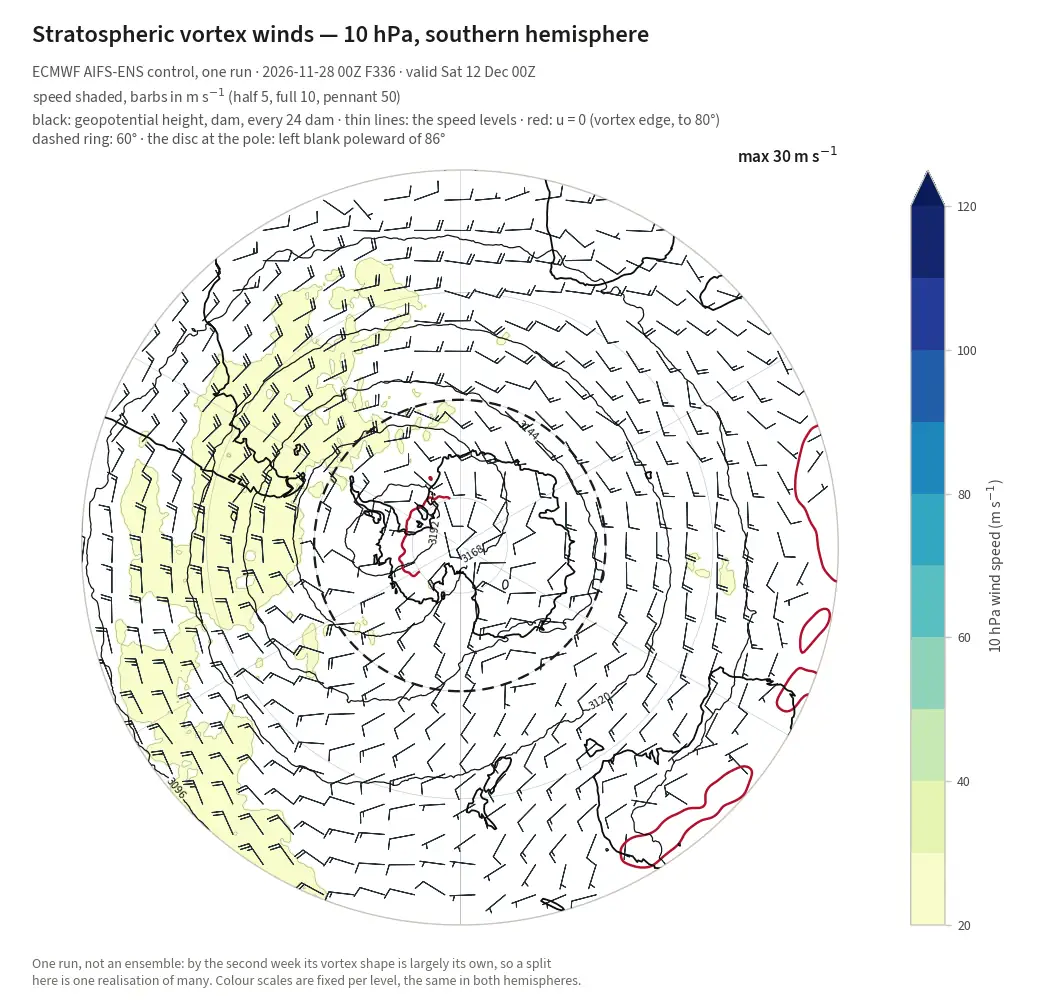 Stratospheric vortex winds — 10 hPa, southern hemisphere
ECMWF AIFS-ENS control, one run · 2026-11-28 00Z F336 · valid Sat 12 Dec 00Z
speed shaded, barbs in m s⁻¹ (half 5, full 10, pennant 50)
black: geopotential height, dam, every 24 dam · thin lines: the speed levels · red: u = 0 (vortex edge, to 80°)
dashed ring: 60° · the disc at the pole: left blank poleward of 86°
max 30 m s⁻¹
120
100
80
60
40
20
10 hPa wind speed (m s⁻¹)
3144
3192
3168
3120
3096
One run, not an ensemble: by the second week its vortex shape is largely its own, so a split
here is one realisation of many. Colour scales are fixed per level, the same in both hemispheres.